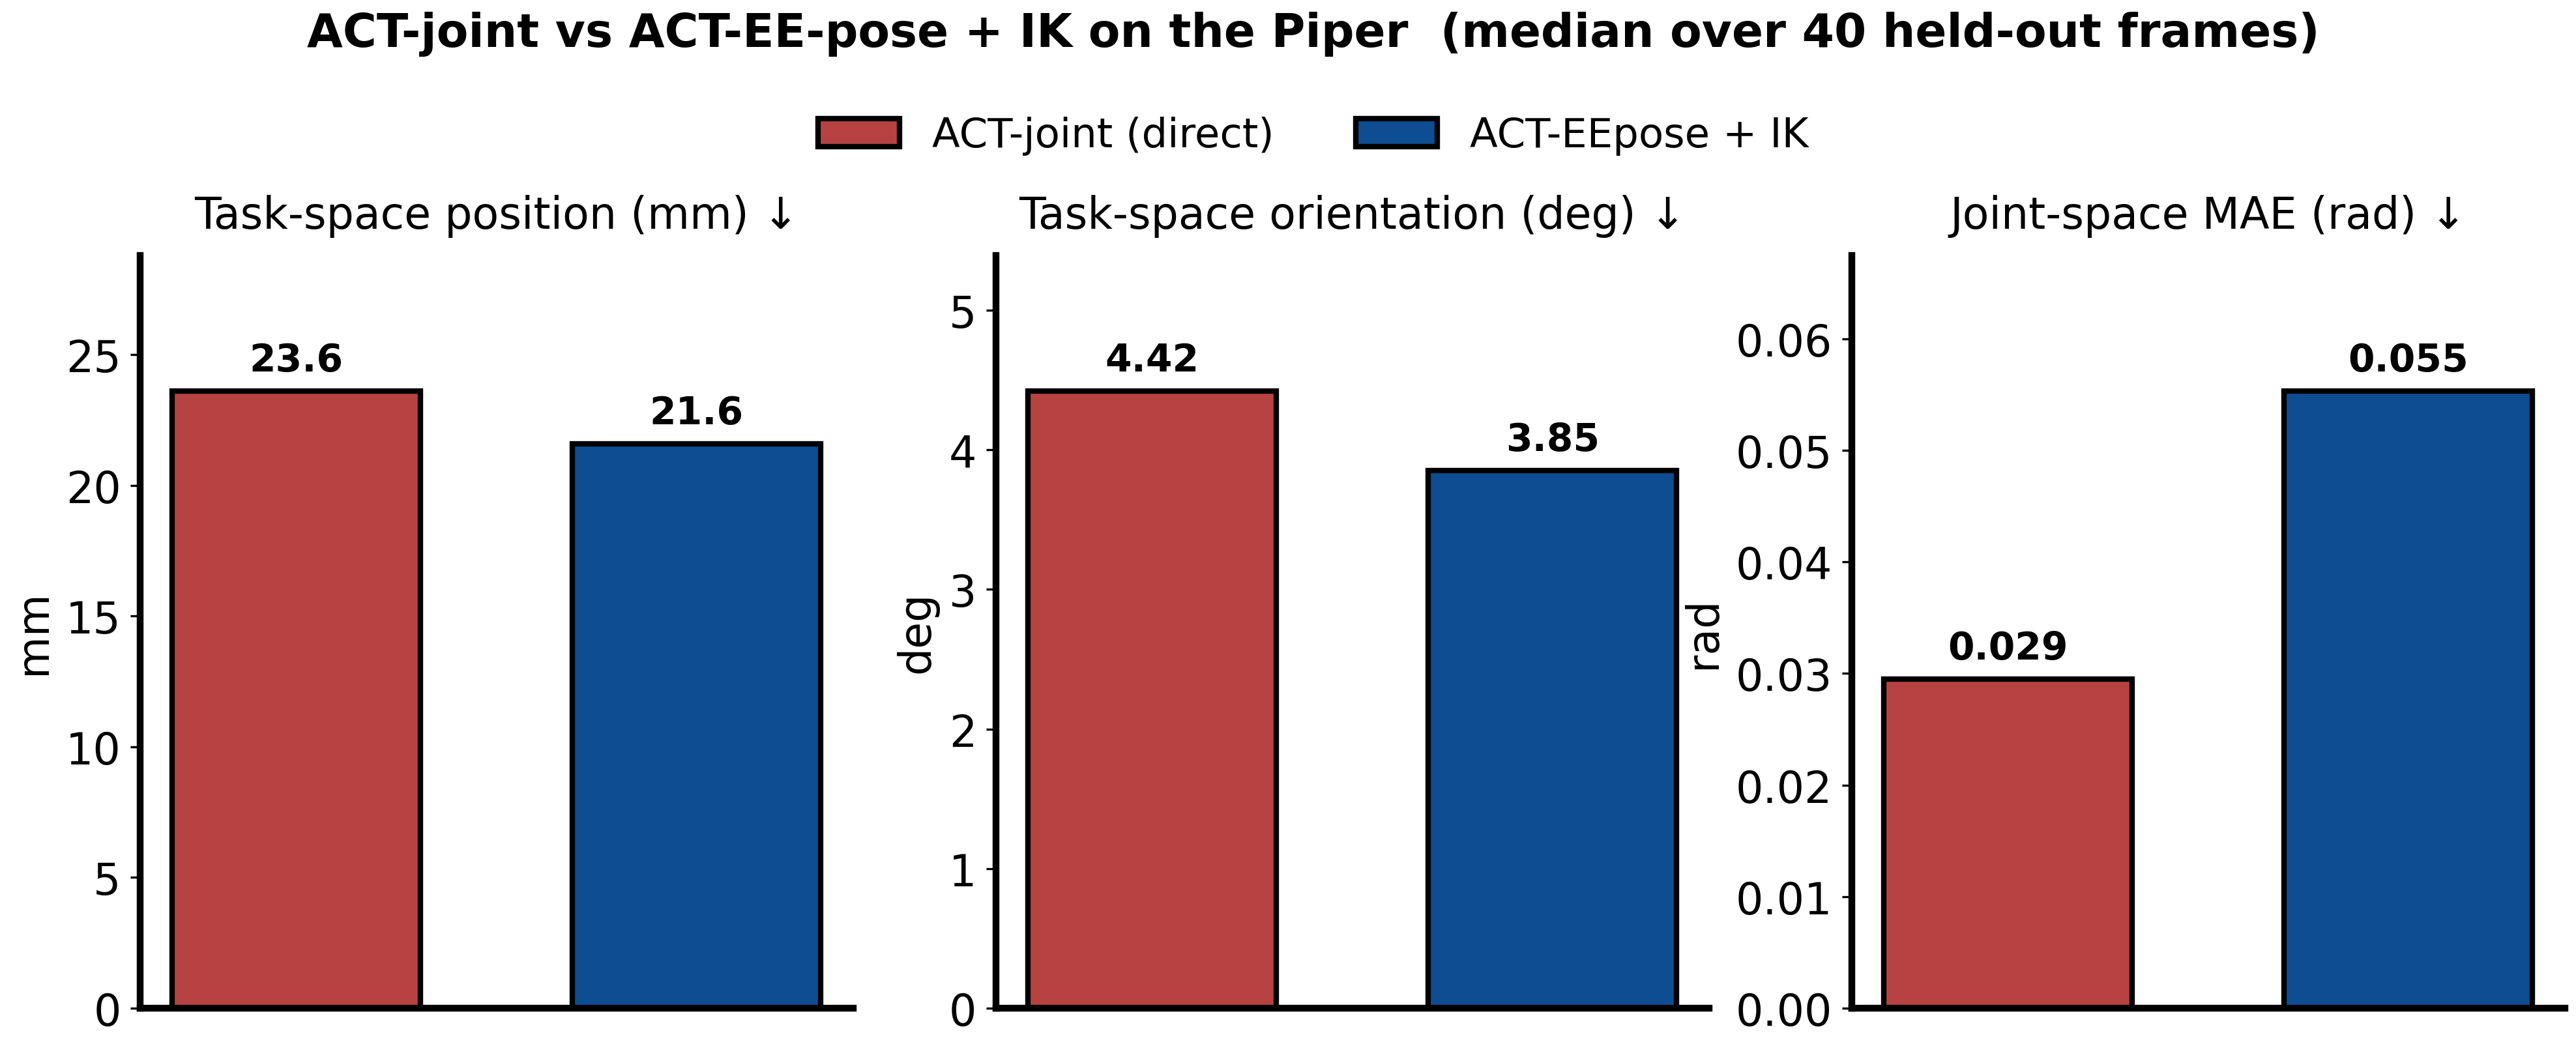 ACT-joint vs ACT-EE-pose + IK on the Piper (median over 40 held-out frames)
ACT-joint (direct)
ACT-EEpose + IK
Task-space position (mm) ↓
mm
25
20
15
10
5
0
23.6
21.6
Task-space orientation (deg) ↓
deg
5
4
3
2
1
0
4.42
3.85
Joint-space MAE (rad) ↓
rad
0.06
0.05
0.04
0.03
0.02
0.01
0.00
0.029
0.055